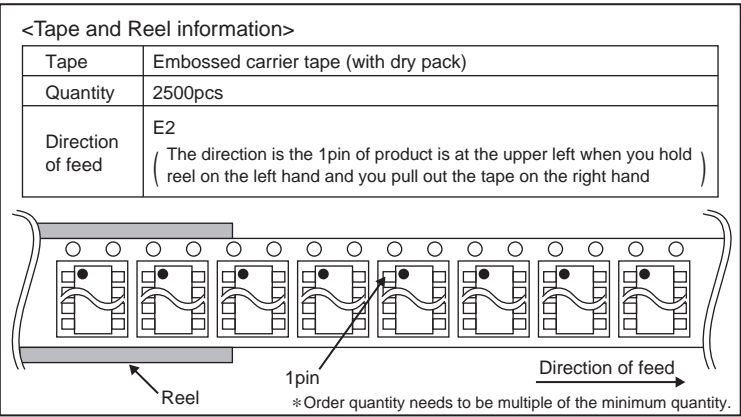 <Tape and Reel information>
Tape Embossed carrier tape (with dry pack)
Quantity 2500pcs
Direction of feed E2
( The direction is the 1pin of product is at the upper left when you hold
reel on the left hand and you pull out the tape on the right hand )
1pin
Reel
Direction of feed
*Order quantity needs to be multiple of the minimum quantity.